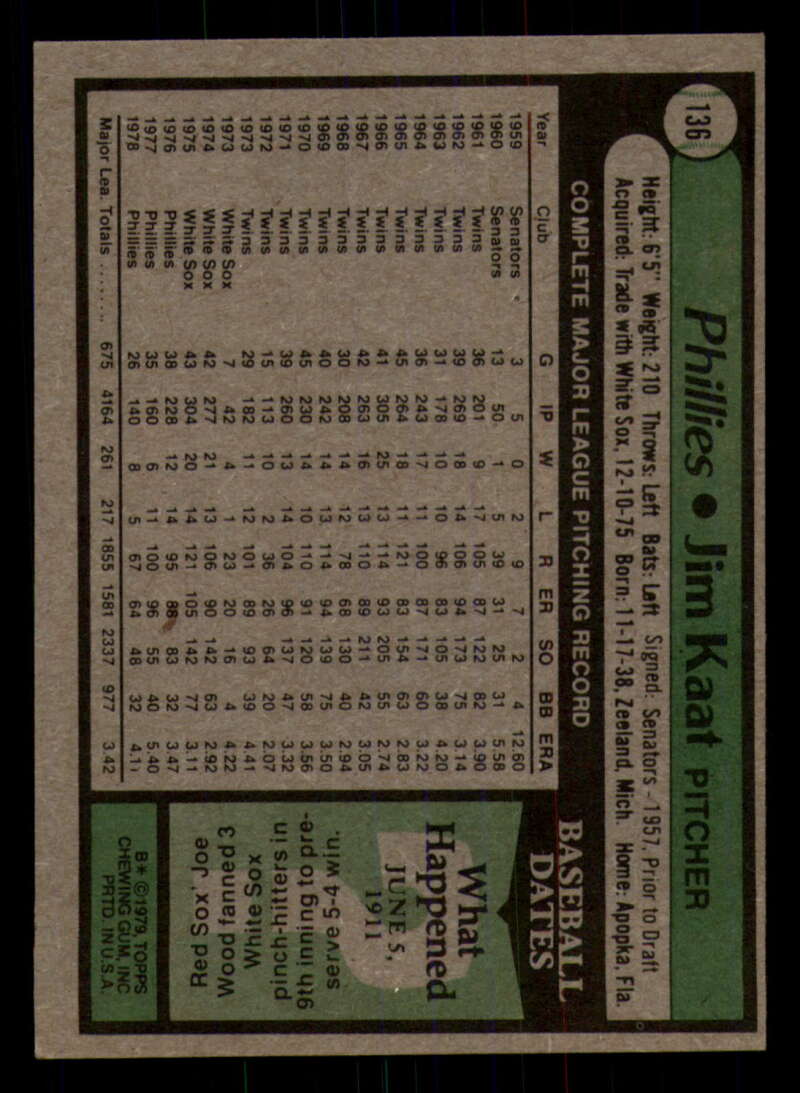 136
Phillies • Jim Kaat PITCHER
Height: 6'5" Weight: 210 Throws: Left Bats: Left Signed: Senators - 1957, Prior to Draft
Acquired: Trade with White Sox, 12-10-75 Born: 11-17-38, Zeeland, Mich. Home: Apopka, Fla.
COMPLETE MAJOR LEAGUE PITCHING RECORD
Year Club G IP W L R ER SO BB ERA
1959 Senators 3 5 0 2 9 7 2 4 12.60
1960 Senators 13 50 1 5 39 31 25 31 5.58
1961 Twins 36 201 9 17 105 87 122 82 3.90
1962 Twins 39 269 18 14 106 94 173 75 3.14
1963 Twins 31 178 10 10 96 83 105 38 4.20
1964 Twins 36 243 17 11 100 87 171 60 3.22
1965 Twins 45 264 18 11 121 83 154 63 2.83
1966 Twins 41 305 25 13 114 93 205 55 2.74
1967 Twins 42 263 16 13 110 89 211 42 3.05
1968 Twins 30 208 14 12 78 68 130 40 2.94
1969 Twins 40 242 14 13 114 94 139 75 3.50
1970 Twins 45 230 14 10 110 91 120 58 3.56
1971 Twins 39 260 13 14 104 96 137 47 3.32
1972 Twins 15 113 10 2 36 26 64 20 2.07
1973 Twins 29 182 11 12 101 89 93 39 4.41
1973 White Sox 7 42 4 1 23 20 16 4 4.22
1974 White Sox 42 277 21 13 106 90 142 63 2.92
1975 White Sox 43 304 20 14 121 105 142 77 3.11
1976 Phillies 38 228 12 14 95 88 83 32 3.47
1977 Phillies 35 160 6 11 100 96 55 40 5.40
1978 Phillies 26 140 8 5 67 64 48 32 4.11
Major Lea. Totals ....... 675 4164 261 217 1855 1581 2337 977 3.42
BASEBALL
DATES
What
Happened
JUNE 5,
1911
Red Sox' Joe
Wood fanned 3
White Sox
pinch-hitters in
9th inning to pre-
serve 5-4 win.
B* © 1979, TOPPS
CHEWING GUM, INC.
PRTD. IN U.S.A.